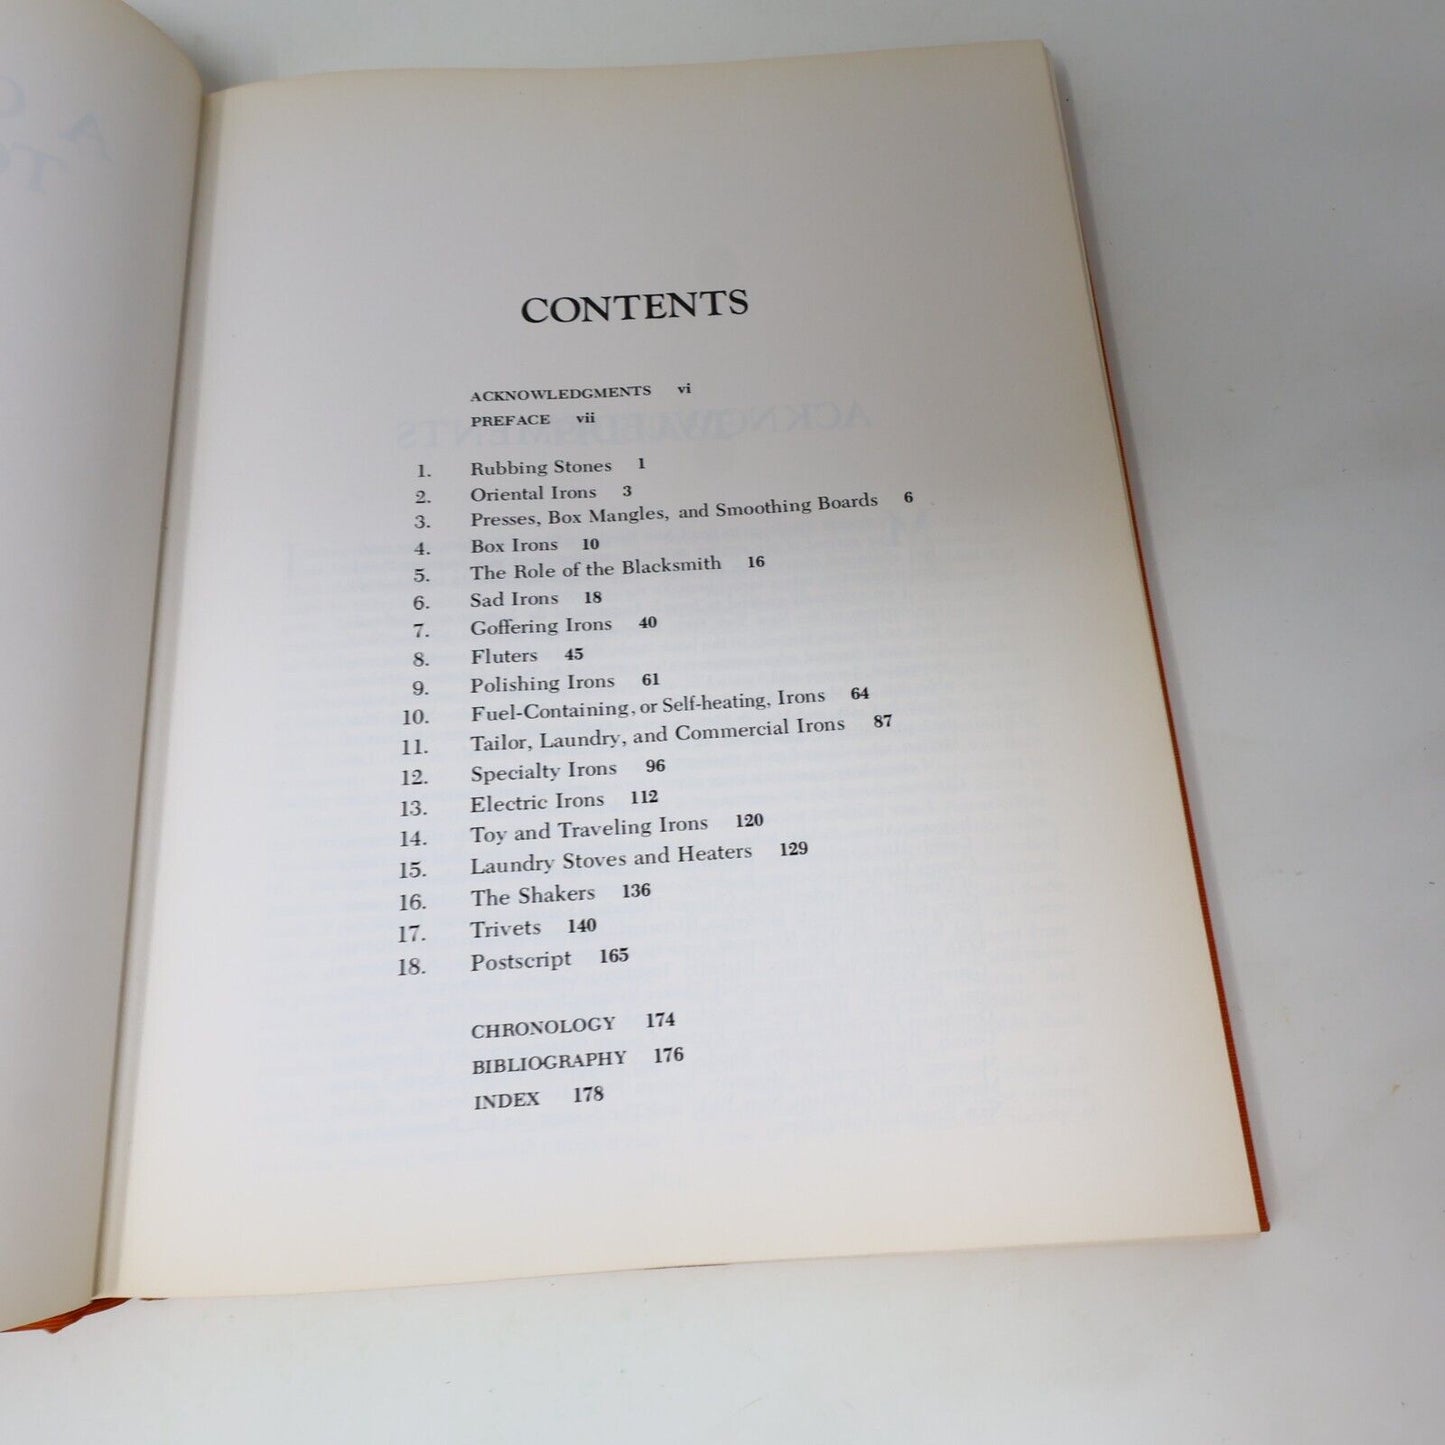 CONTENTS
ACKNOWLEDGMENTS vi
PREFACE vii
1. Rubbing Stones 1
2. Oriental Irons 3
3. Presses, Box Mangles, and Smoothing Boards 6
4. Box Irons 10
5. The Role of the Blacksmith 16
6. Sad Irons 18
7. Goffering Irons 40
8. Fluters 45
9. Polishing Irons 61
10. Fuel-Containing, or Self-heating, Irons 64
11. Tailor, Laundry, and Commercial Irons 87
12. Specialty Irons 96
13. Electric Irons 112
14. Toy and Traveling Irons 120
15. Laundry Stoves and Heaters 129
16. The Shakers 136
17. Trivets 140
18. Postscript 165
CHRONOLOGY 174
BIBLIOGRAPHY 176
INDEX 178